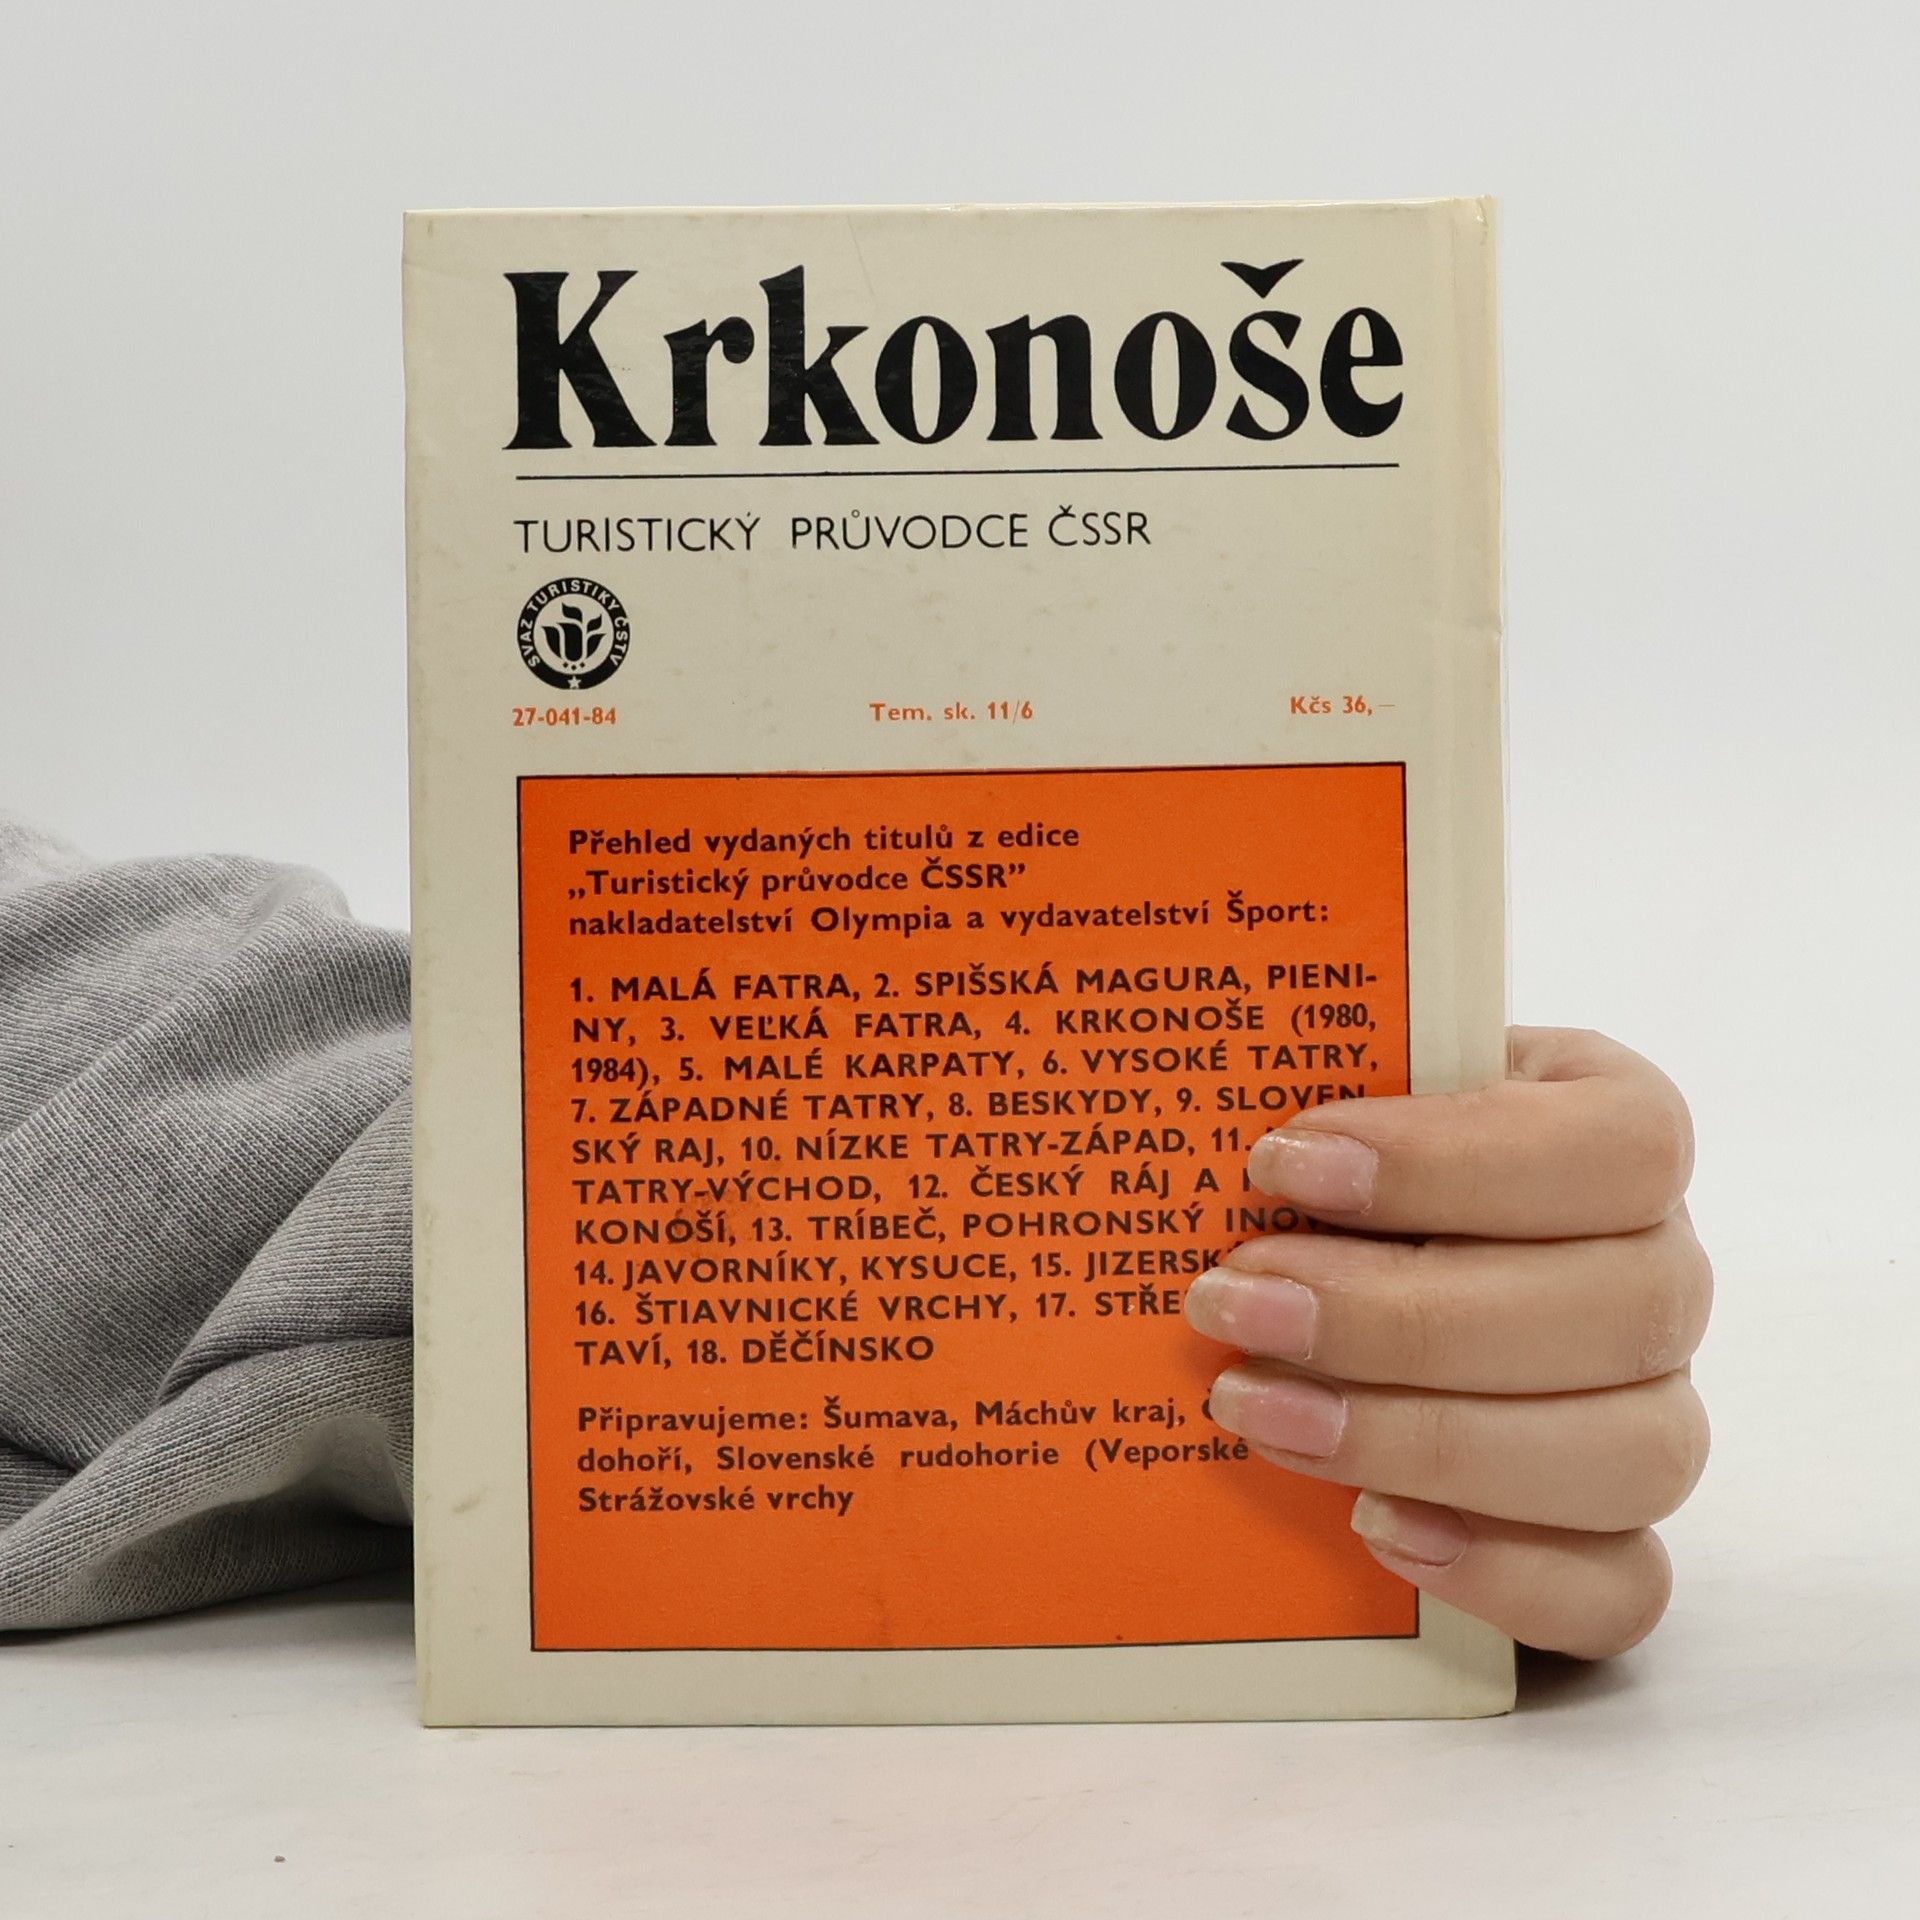 Krkonoše
TURISTICKÝ PRŮVODCE ČSSR
SVAZ TURISTIKY ČSTV
27-041-84 Tem. sk. 11/6 Kčs 36,—
Přehled vydaných titulů z edice
„Turistický průvodce ČSSR”
nakladatelství Olympia a vydavatelství Šport:
1. MALÁ FATRA, 2. SPIŠSKÁ MAGURA, PIENI-
NY, 3. VEĽKÁ FATRA, 4. KRKONOŠE (1980,
1984), 5. MALÉ KARPATY, 6. VYSOKÉ TATRY,
7. ZÁPADNÉ TATRY, 8. BESKYDY, 9. SLOVEN-
SKÝ RAJ, 10. NÍZKE TATRY-ZÁPAD, 11.
TATRY-VÝCHOD, 12. ČESKÝ RÁJ A
KONOŠÍ, 13. TRÍBEČ, POHRONSKÝ INOV
14. JAVORNÍKY, KYSUCE, 15. JIZERSK
16. ŠTIAVNICKÉ VRCHY, 17. STŘE
TAVÍ, 18. DĚČÍNSKO
Připravujeme: Šumava, Máchův kraj,
dohoří, Slovenské rudohorie (Veporské
Strážovské vrchy